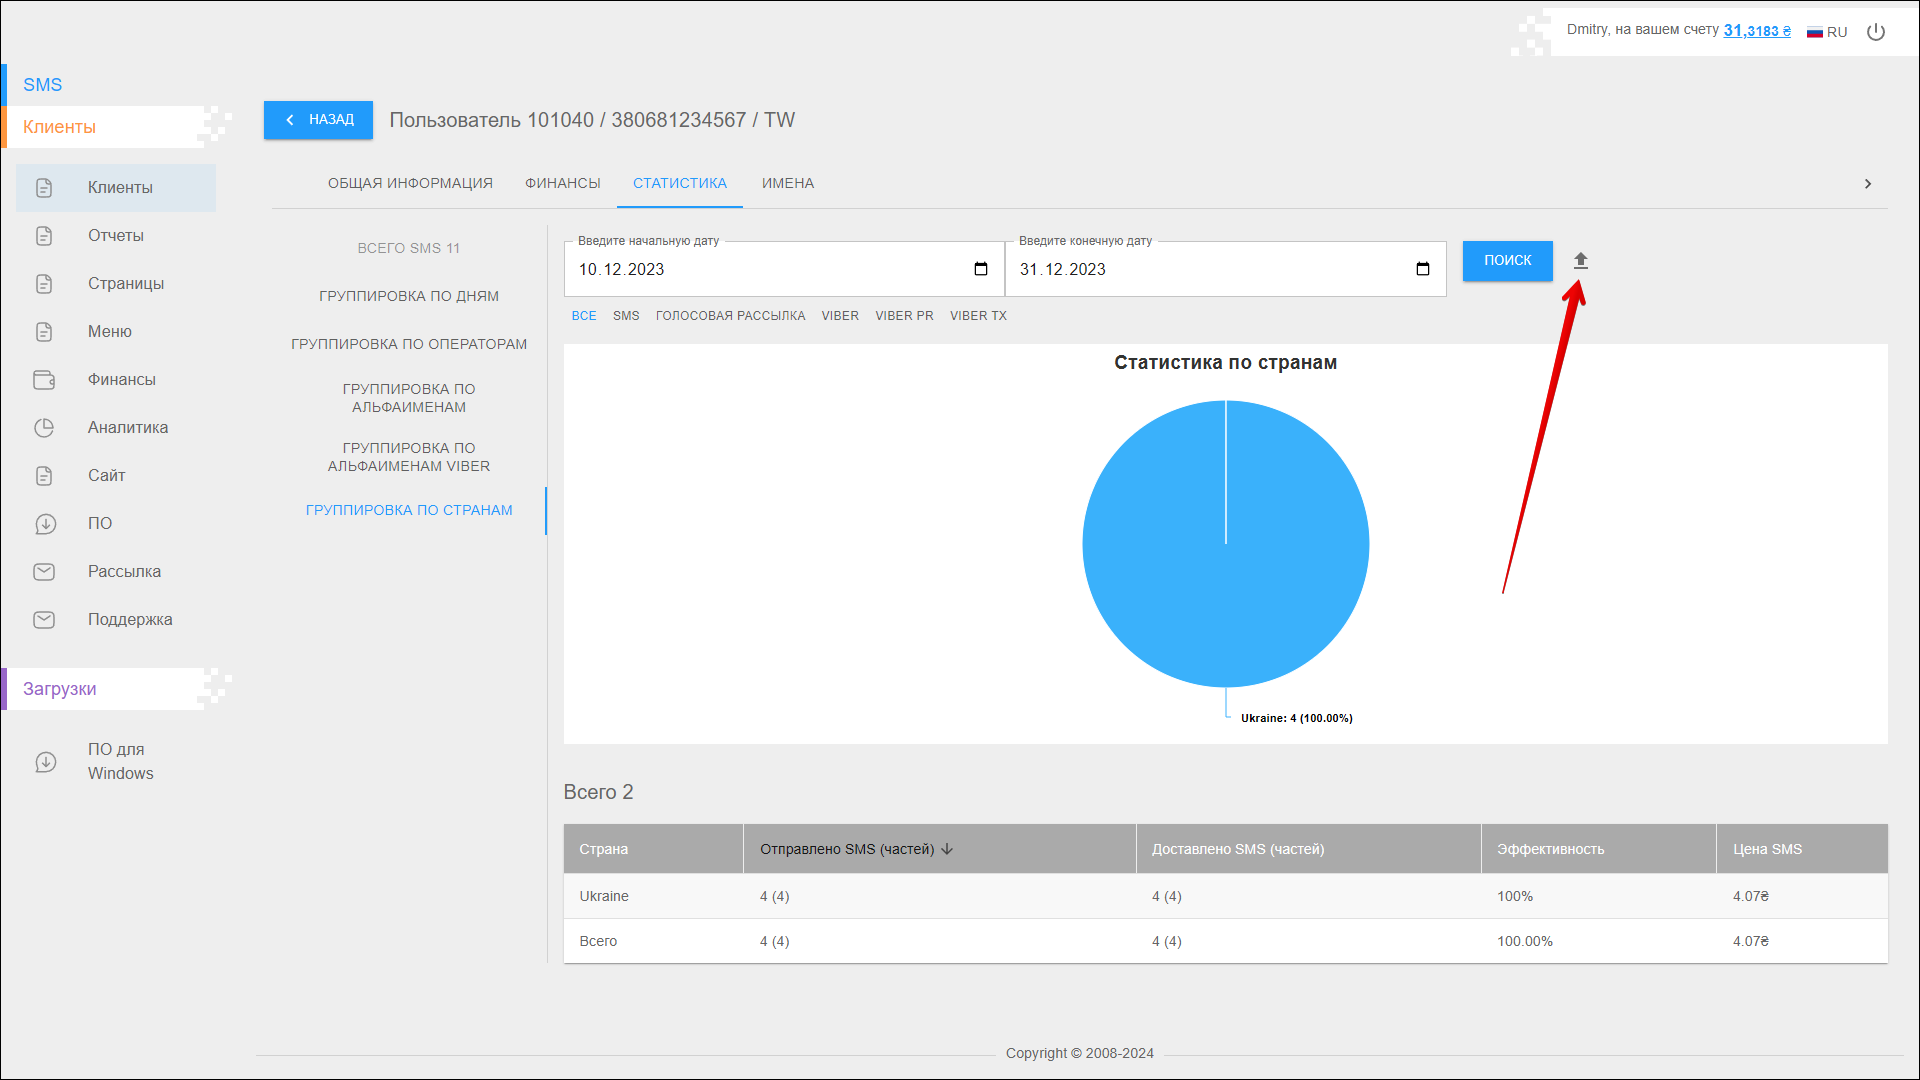 Dmitry, на вашем счету 31,3183 ₴ RU
SMS
Клиенты
Клиенты
Отчеты
Страницы
Меню
Финансы
Аналитика
Сайт
ПО
Рассылка
Поддержка
Загрузки
ПО для
Windows
НАЗАД Пользователь 101040 / 380681234567 / TW
ОБЩАЯ ИНФОРМАЦИЯ ФИНАНСЫ СТАТИСТИКА ИМЕНА
ВСЕГО SMS 11
ГРУППИРОВКА ПО ДНЯМ
ГРУППИРОВКА ПО ОПЕРАТОРАМ
ГРУППИРОВКА ПО
АЛЬФАИМЕНАМ
ГРУППИРОВКА ПО
АЛЬФАИМЕНАМ VIBER
ГРУППИРОВКА ПО СТРАНАМ
Введите начальную дату Введите конечную дату
10.12.2023 31.12.2023 ПОИСК
ВСЕ SMS ГОЛОСОВАЯ РАССЫЛКА VIBER VIBER PR VIBER TX
Статистика по странам
Ukraine: 4 (100.00%)
Всего 2
Страна Отправлено SMS (частей) Доставлено SMS (частей) Эффективность Цена SMS
Ukraine 4 (4) 4 (4) 100% 4.07₴
Всего 4 (4) 4 (4) 100.00% 4.07₴
Copyright © 2008-2024